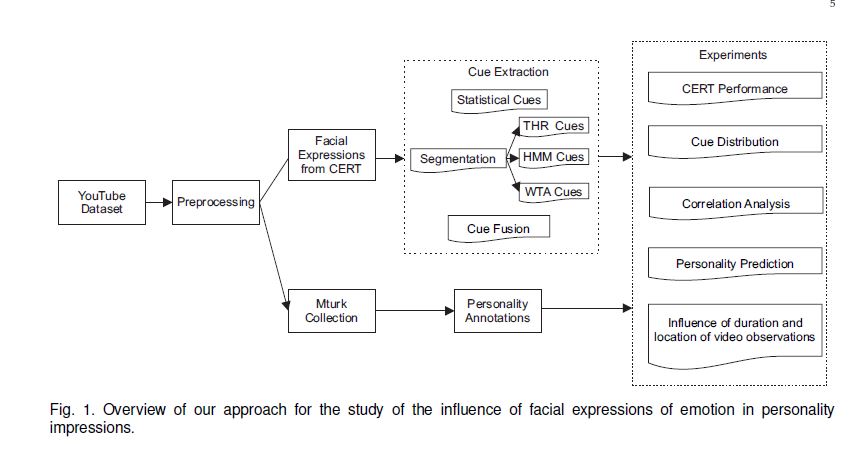 5
Experiments
Cue Extraction
CERT Performance
Statistical Cues
THR Cues
Facial
Expressions
from CERT
Segmentation
HMM Cues
Cue Distribution
WTA Cues
YouTube
Dataset
Preprocessing
Correlation Analysis
Cue Fusion
Personality Prediction
Mturk
Collection
Personality
Annotations
Influence of duration and
location of video observations
Fig. 1. Overview of our approach for the study of the influence of facial expressions of emotion in personality
impressions.